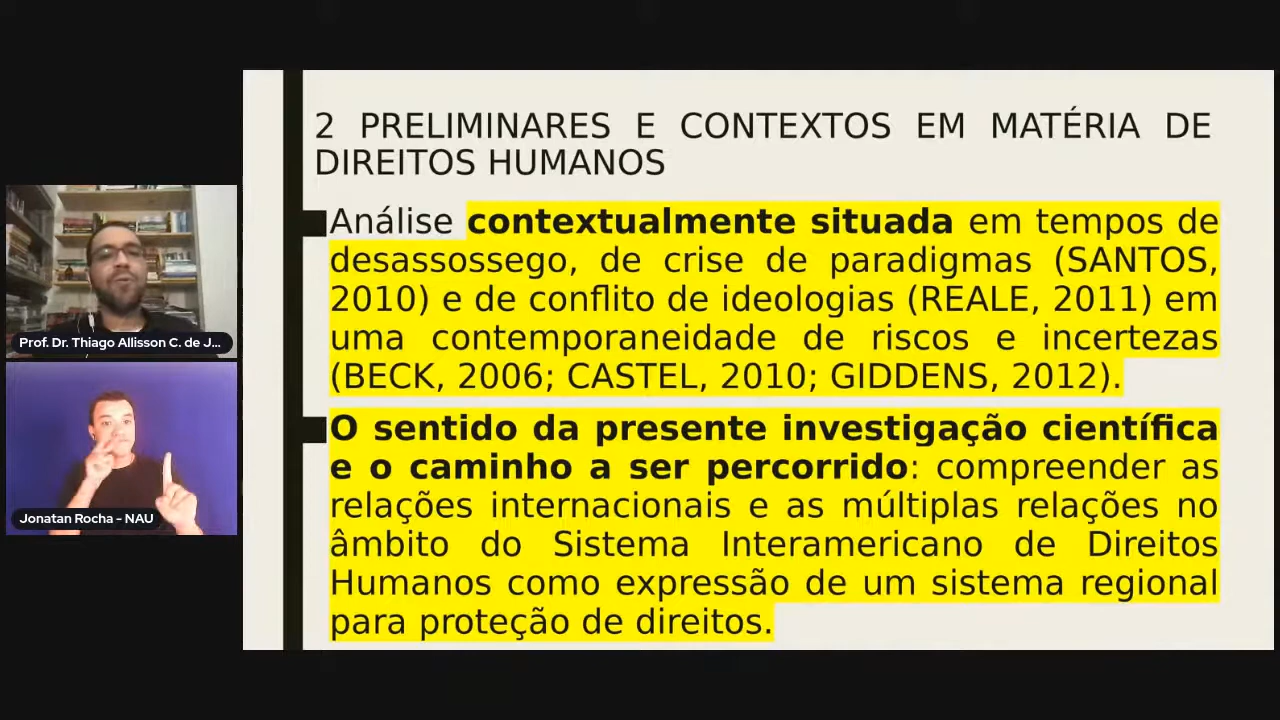 2 PRELIMINARES E CONTEXTOS EM MATÉRIA DE
DIREITOS HUMANOS
Análise contextualmente situada em tempos de
desassossego, de crise de paradigmas (SANTOS,
2010) e de conflito de ideologias (REALE, 2011) em
uma contemporaneidade de riscos e incertezas
(BECK, 2006; CASTEL, 2010; GIDDENS, 2012).
O sentido da presente investigação científica
e o caminho a ser percorrido: compreender as
relações internacionais e as múltiplas relações no
âmbito do Sistema Interamericano de Direitos
Humanos como expressão de um sistema regional
para proteção de direitos.
Prof. Dr. Thiago Allisson C. de J...
Jonatan Rocha - NAU